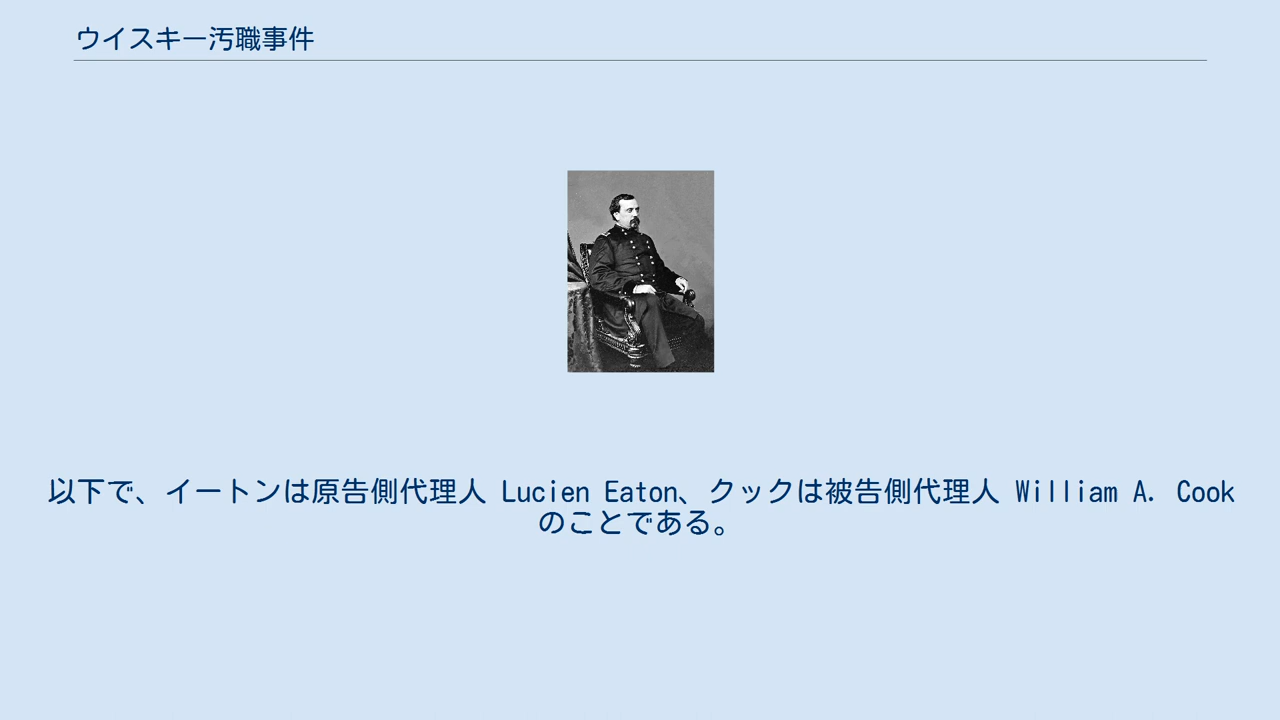 ウイスキー汚職事件
以下で、イートンは原告側代理人 Lucien Eaton、クックは被告側代理人 William A. Cook
のことである。